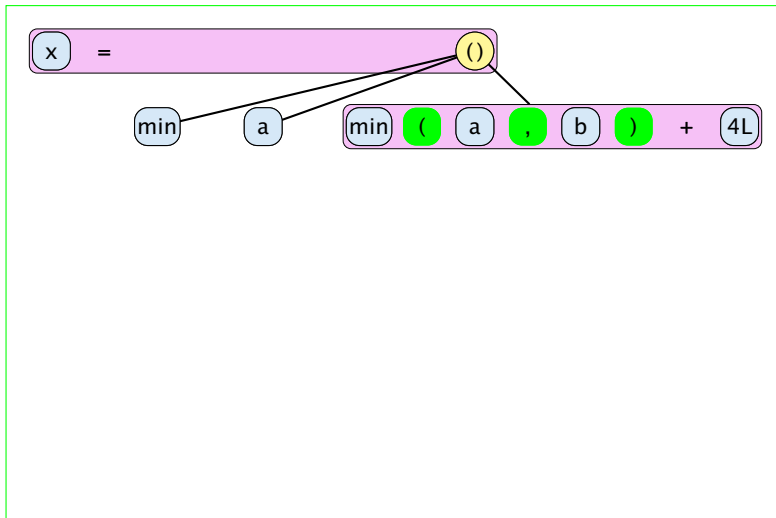 x = ()
min a min ( a , b ) + 4L